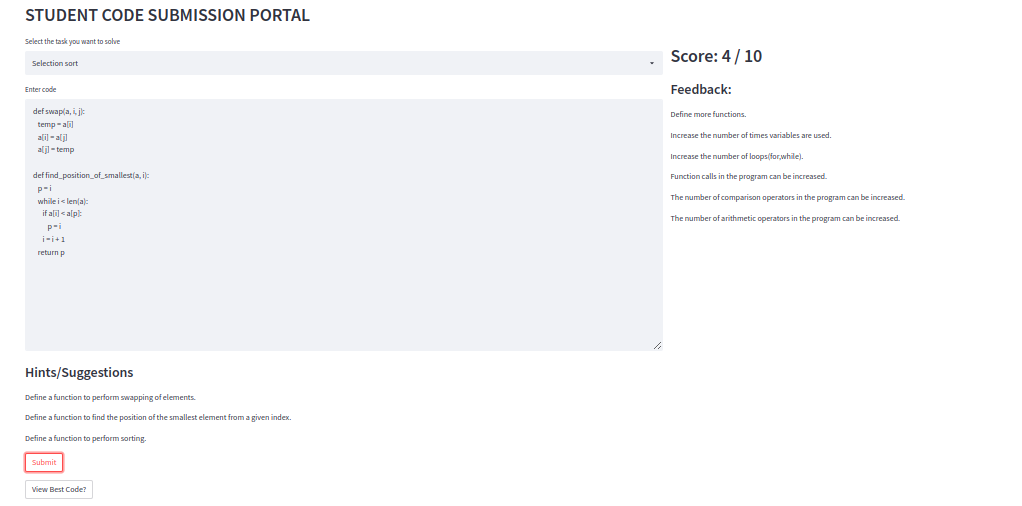 STUDENT CODE SUBMISSION PORTAL
Select the task you want to solve
Selection sort
Enter code
def swap(a, i, j):
temp = a[i]
a[i] = a[j]
a[j] = temp
def find_position_of_smallest(a, i):
p = i
while i < len(a):
if a[i] < a[p]:
p = i
i = i + 1
return p
Hints/Suggestions
Define a function to perform swapping of elements.
Define a function to find the position of the smallest element from a given index.
Define a function to perform sorting.
Submit
View Best Code?
Score: 4 / 10
Feedback:
Define more functions.
Increase the number of times variables are used.
Increase the number of loops(for,while).
Function calls in the program can be increased.
The number of comparison operators in the program can be increased.
The number of arithmetic operators in the program can be increased.